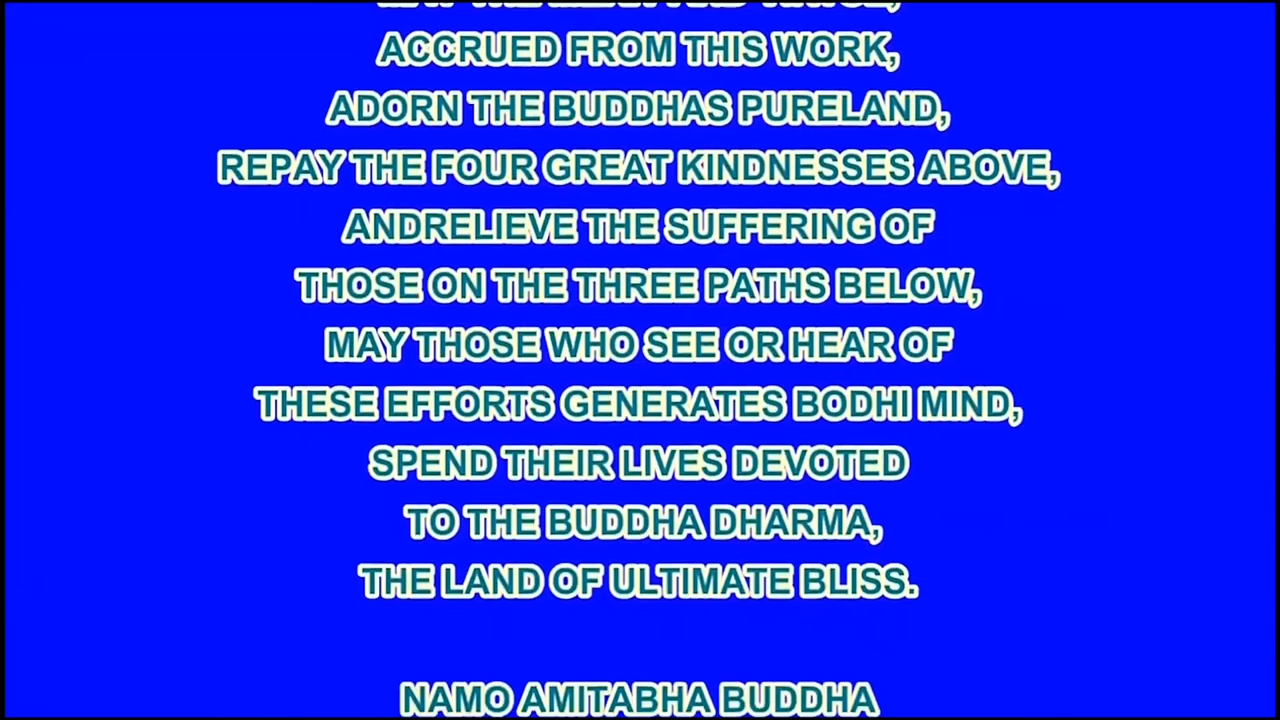 ACCRUED FROM THIS WORK,
ADORN THE BUDDHAS PURELAND,
REPAY THE FOUR GREAT KINDNESSES ABOVE,
ANDRELIEVE THE SUFFERING OF
THOSE ON THE THREE PATHS BELOW,
MAY THOSE WHO SEE OR HEAR OF
THESE EFFORTS GENERATES BODHI MIND,
SPEND THEIR LIVES DEVOTED
TO THE BUDDHA DHARMA,
THE LAND OF ULTIMATE BLISS.
NAMO AMITABHA BUDDHA